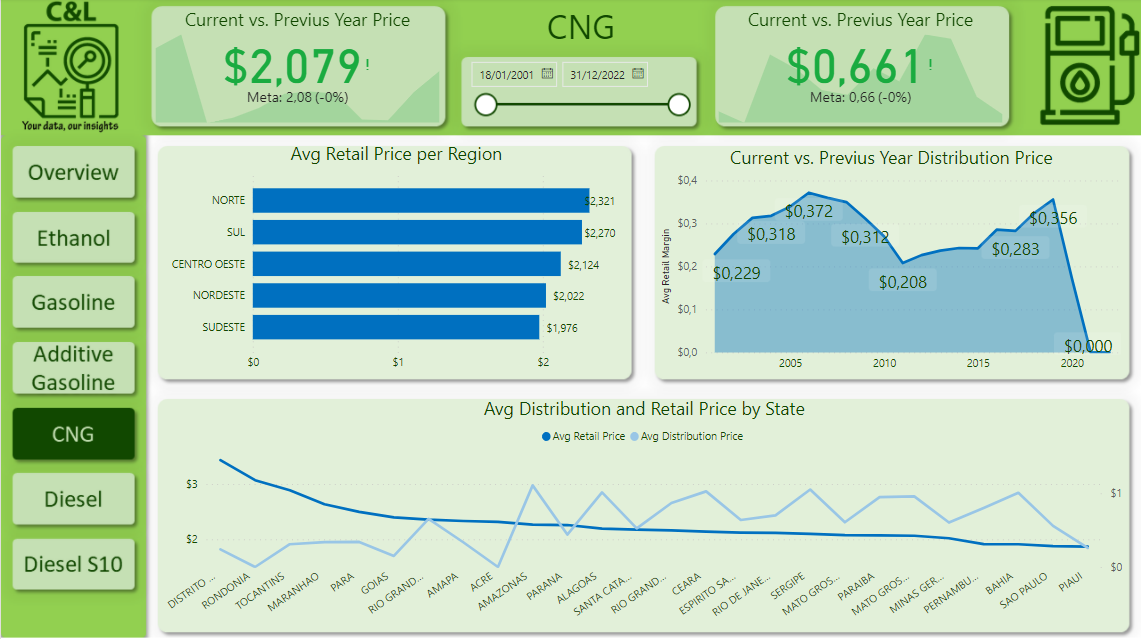 C&L
Your data, our insights
Current vs. Previus Year Price
$2,079!
Meta: 2,08 (-0%)
CNG
18/01/2001
31/12/2022
Current vs. Previus Year Price
$0,661!
Meta: 0,66 (-0%)
Overview
Ethanol
Gasoline
Additive
Gasoline
CNG
Diesel
Diesel S10
Avg Retail Price per Region
NORTE
$2,321
SUL
$2,270
CENTRO OESTE
$2,124
NORDESTE
$2,022
SUDESTE
$1,976
$0
$1
$2
Current vs. Previus Year Distribution Price
Avg Retail Margin
$0,4
$0,3
$0,2
$0,1
$0,0
$0,229
$0,318
$0,372
$0,312
$0,208
$0,283
$0,356
$0,000
2005
2010
2015
2020
Avg Distribution and Retail Price by State
Avg Retail Price
Avg Distribution Price
$3
$2
$1
$0
DISTRITO ...
RONDONIA
TOCANTINS
MARANHAO
PARA
GOIAS
RIO GRAND...
AMAPA
ACRE
AMAZONAS
PARANA
ALAGOAS
SANTA CATA...
RIO GRAND...
CEARA
ESPIRITO SA...
RIO DE JANE...
SERGIPE
MATO GROS...
PARAIBA
MATO GROS...
MINAS GER...
PERNAMBU...
BAHIA
SAO PAULO
PIAUI